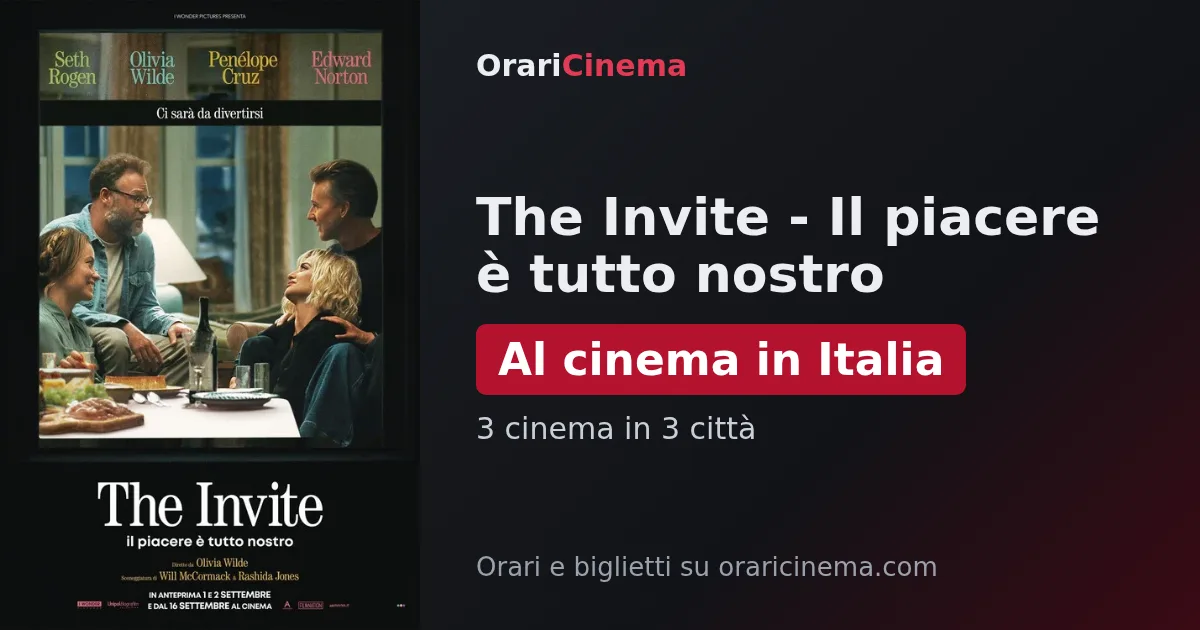 I WONDER PICTURES PRESENTA
Seth Rogen
Olivia Wilde
Penélope Cruz
Edward Norton
Ci sarà da divertirsi
The Invite
il piacere è tutto nostro
Diretto da Olivia Wilde
Sceneggiatura di Will McCormack & Rashida Jones
IN ANTEPRIMA 1 E 2 SETTEMBRE
E DAL 16 SETTEMBRE AL CINEMA
OrariCinema
The Invite - Il piacere
è tutto nostro
Al cinema in Italia
3 cinema in 3 città
Orari e biglietti su oraricinema.com